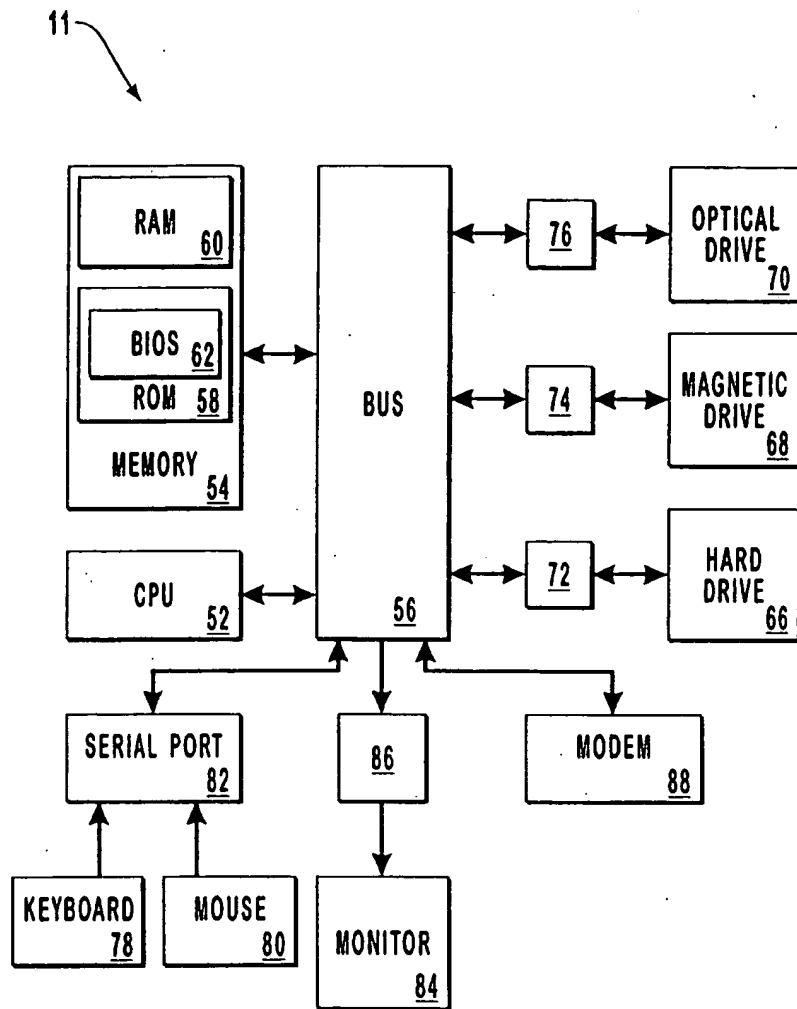 11
RAM
60
BIOS
62
ROM
58
MEMORY
54
CPU
52
BUS
56
76
OPTICAL
DRIVE
70
74
MAGNETIC
DRIVE
68
72
HARD
DRIVE
66
SERIAL PORT
82
86
MODEM
88
KEYBOARD
78
MOUSE
80
MONITOR
84